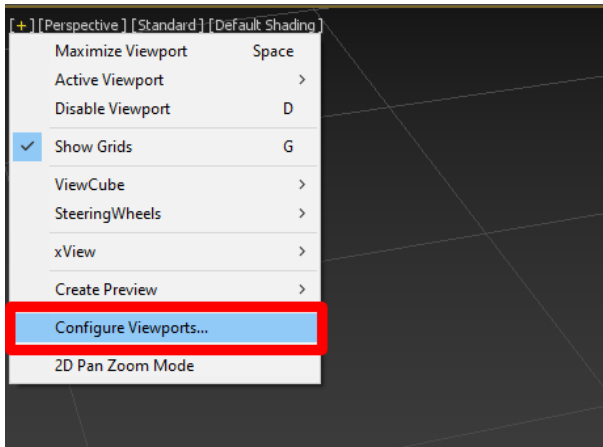 [+] [Perspective ] [Standard ] [Default Shading ]
Maximize Viewport Space
Active Viewport >
Disable Viewport D
Show Grids G
ViewCube >
SteeringWheels >
xView >
Create Preview >
Configure Viewports...
2D Pan Zoom Mode